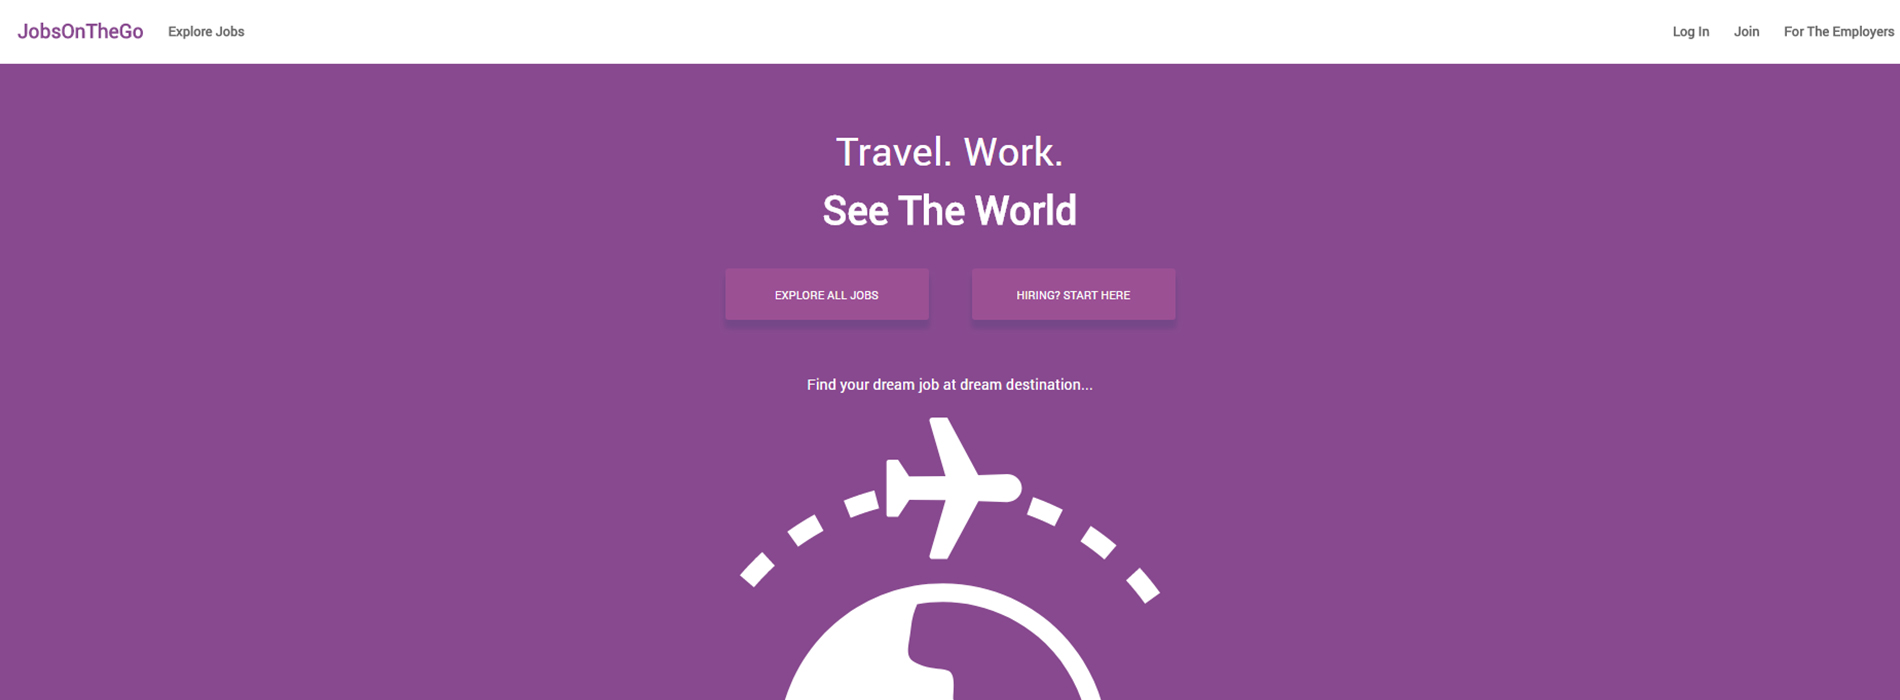 JobsOnTheGo Explore Jobs Log In Join For The Employers
Travel. Work.
See The World
EXPLORE ALL JOBS HIRING? START HERE
Find your dream job at dream destination...